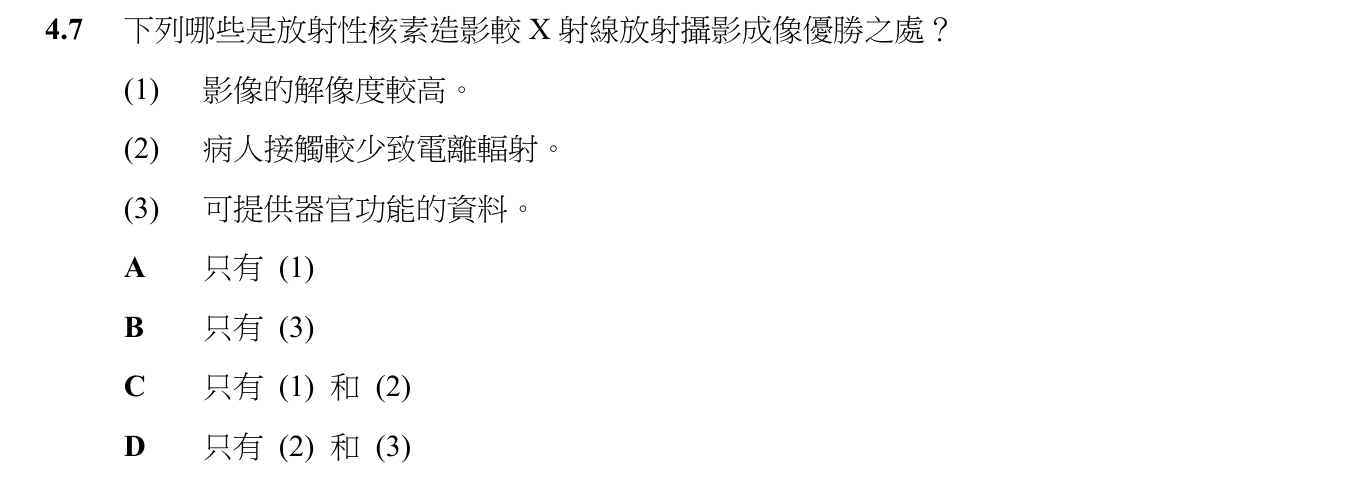 4.7 下列哪些是放射性核素造影較 X 射線放射攝影成像優勝之處？
(1) 影像的解像度較高。
(2) 病人接觸較少致電離輻射。
(3) 可提供器官功能的資料。
A 只有 (1)
B 只有 (3)
C 只有 (1) 和 (2)
D 只有 (2) 和 (3)